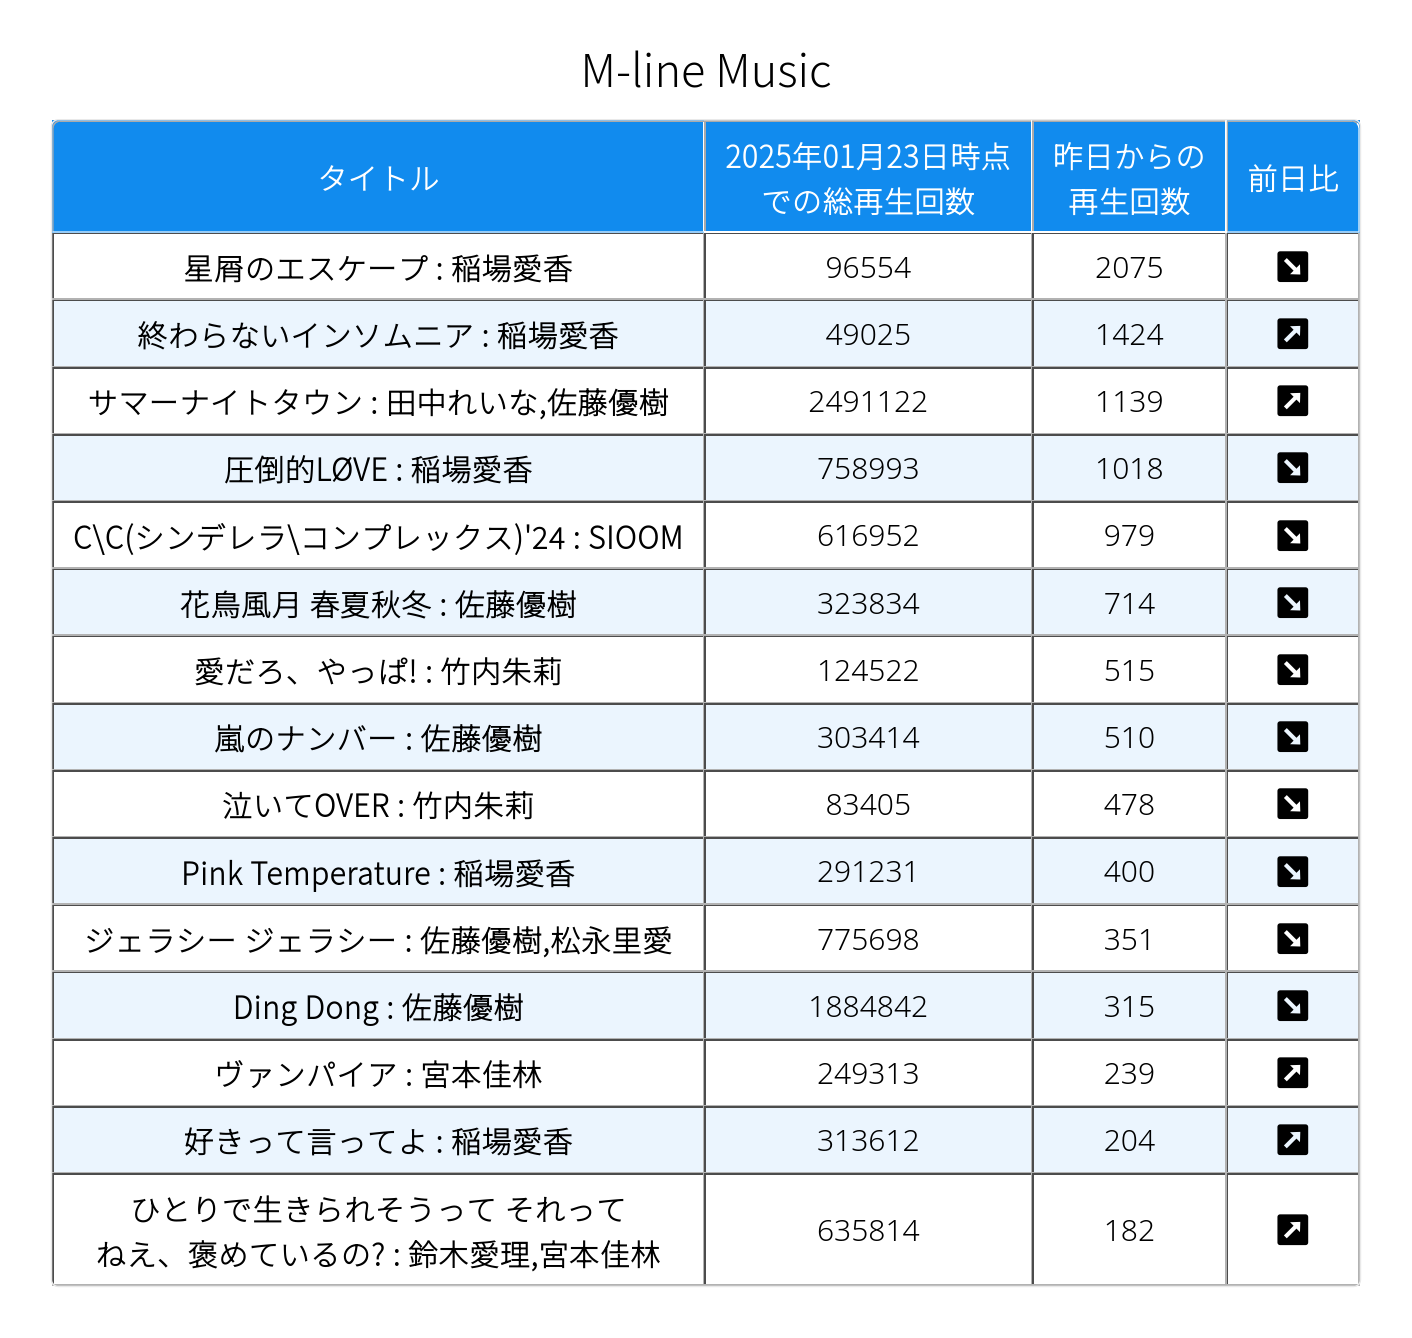 M-line Music
タイトル
2025年01月23日時点
での総再生回数
昨日からの
再生回数
前日比
星屑のエスケープ : 稲場愛香 96554 2075 ↘
終わらないインソムニア : 稲場愛香 49025 1424 ↗
サマーナイトタウン : 田中れいな,佐藤優樹 2491122 1139 ↗
圧倒的LØVE : 稲場愛香 758993 1018 ↘
C\C(シンデレラ\コンプレックス)'24 : SIOOM 616952 979 ↘
花鳥風月 春夏秋冬 : 佐藤優樹 323834 714 ↘
愛だろ、やっぱ! : 竹内朱莉 124522 515 ↘
嵐のナンバー : 佐藤優樹 303414 510 ↘
泣いてOVER : 竹内朱莉 83405 478 ↘
Pink Temperature : 稲場愛香 291231 400 ↘
ジェラシー ジェラシー : 佐藤優樹,松永里愛 775698 351 ↘
Ding Dong : 佐藤優樹 1884842 315 ↘
ヴァンパイア : 宮本佳林 249313 239 ↗
好きって言ってよ : 稲場愛香 313612 204 ↗
ひとりで生きられそうって それって
ねえ、褒めているの? : 鈴木愛理,宮本佳林 635814 182 ↗